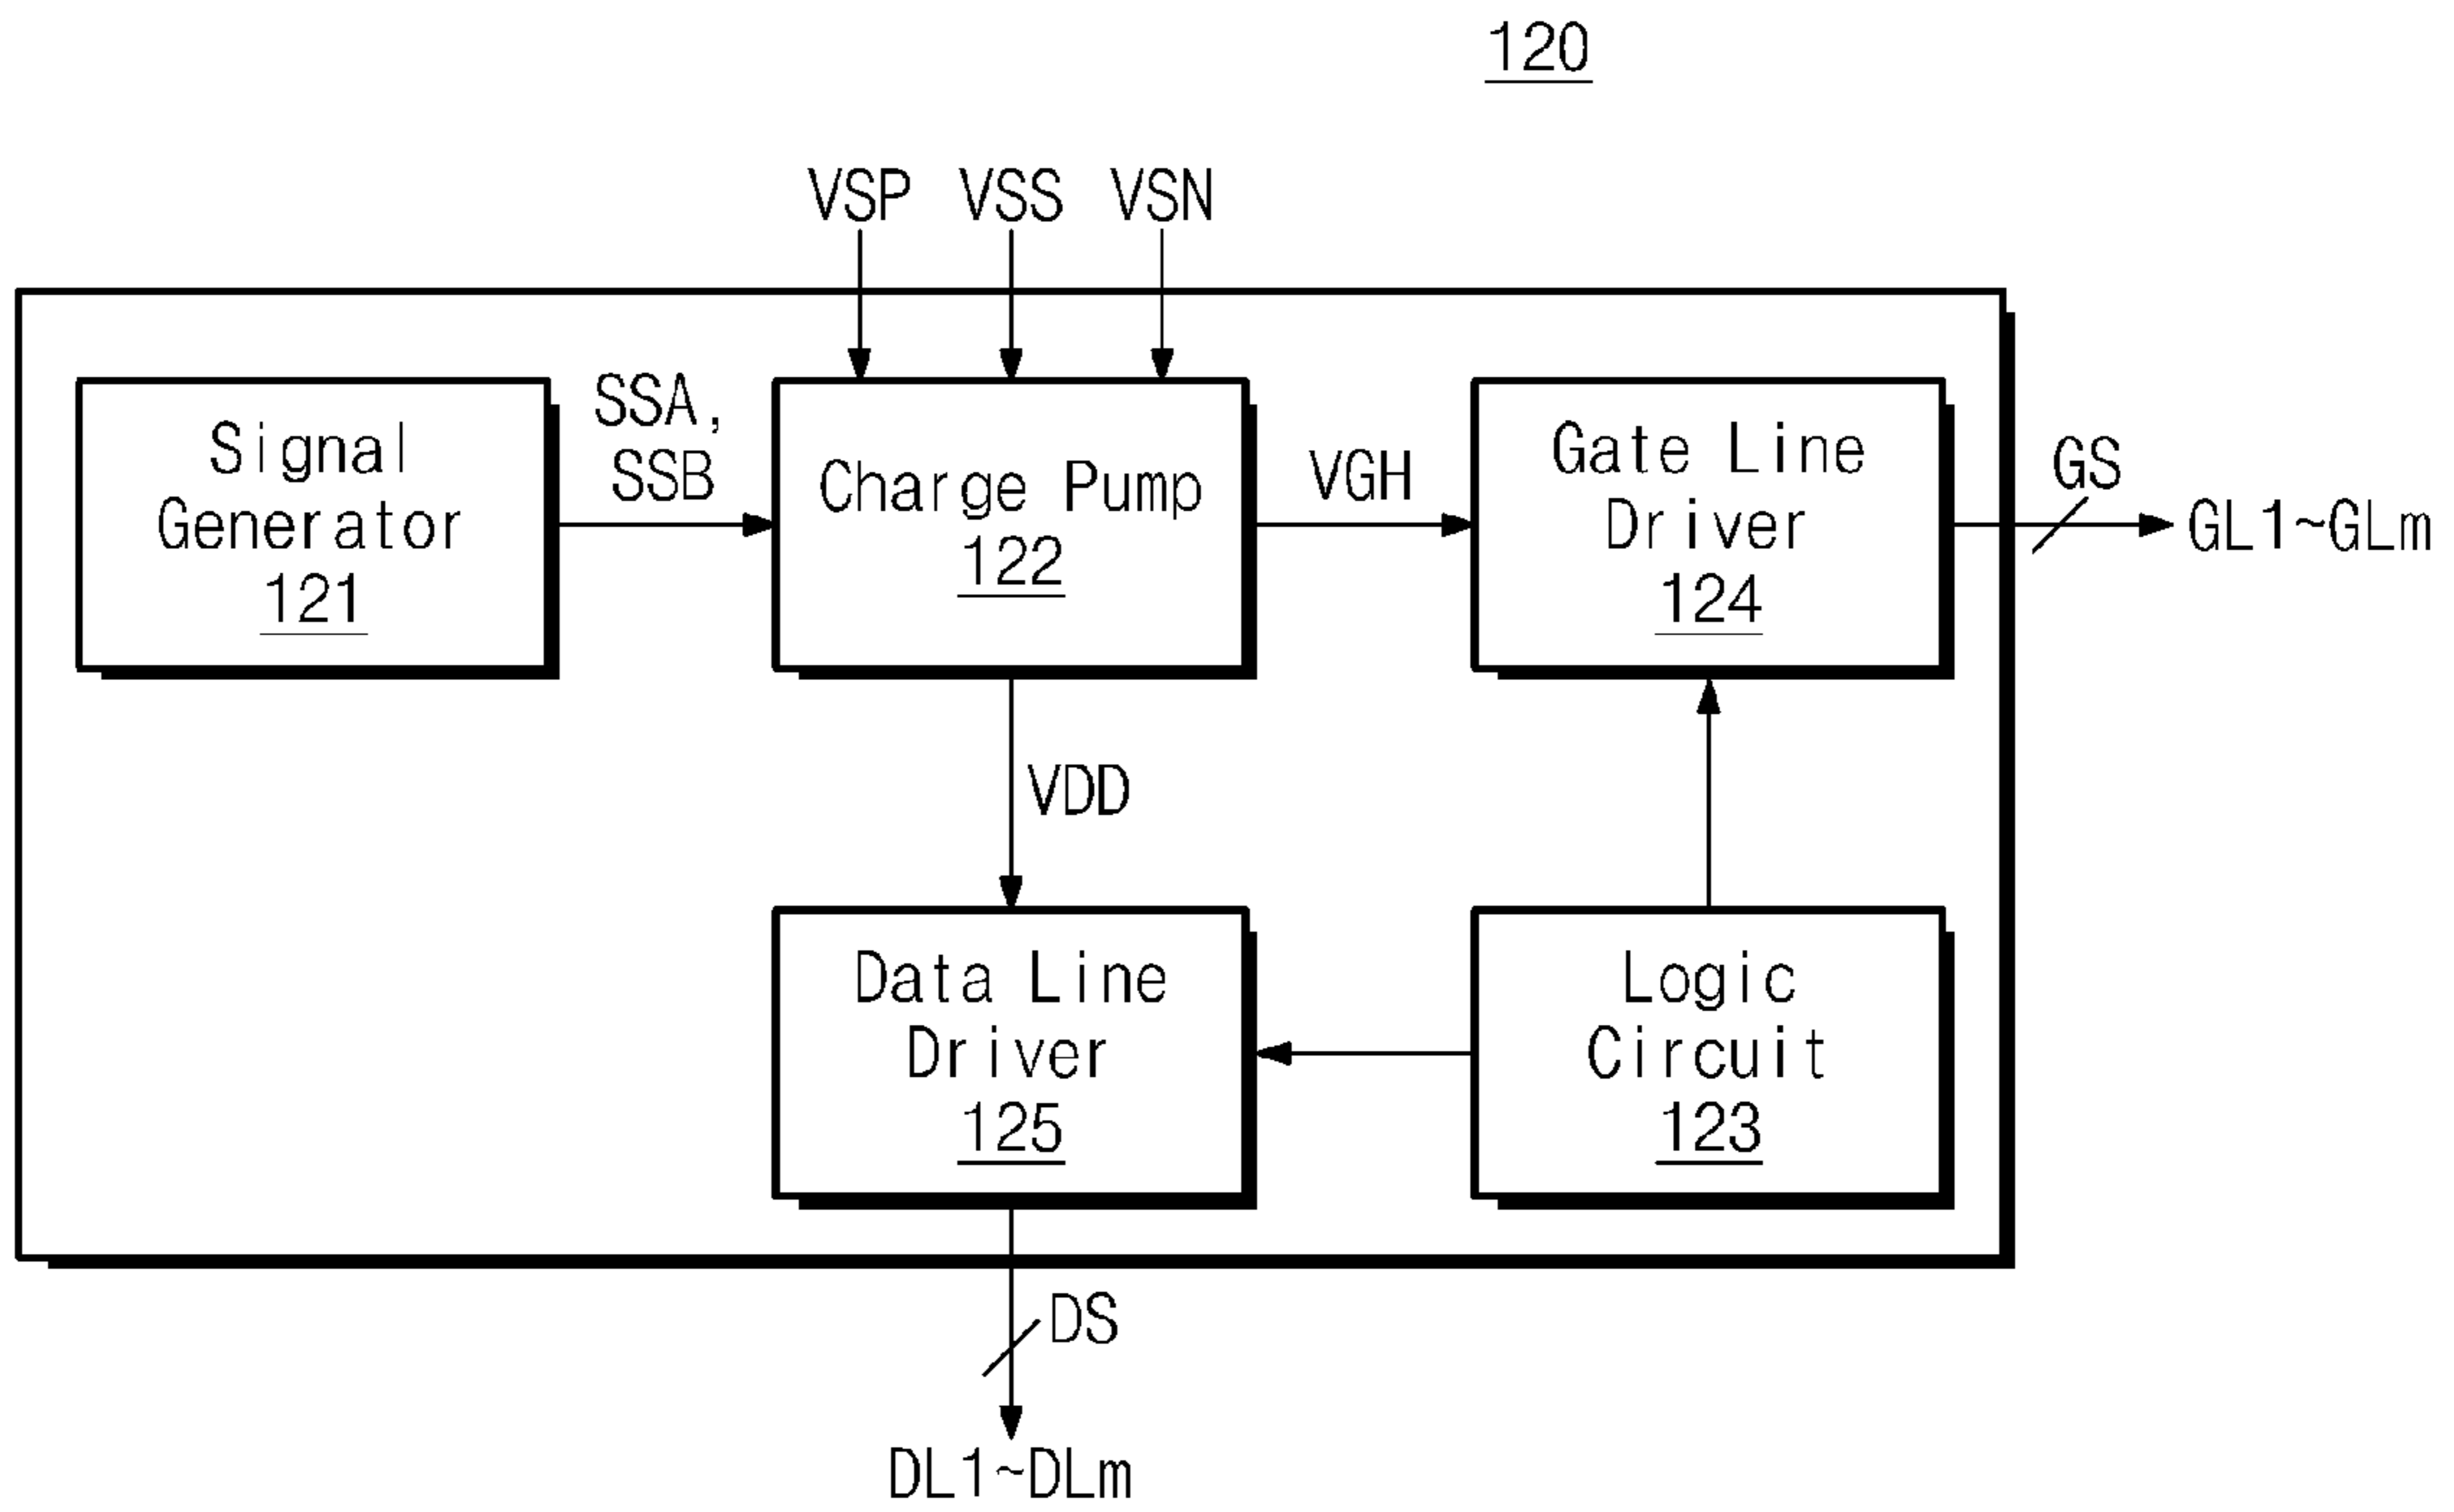 120
VSP VSS VSN
Signal
Generator
121
SSA,
SSB
Charge Pump
122
VGH
Gate Line
Driver
124
GS
GL1~GLm
VDD
Data Line
Driver
125
Logic
Circuit
123
DS
DL1~DLm